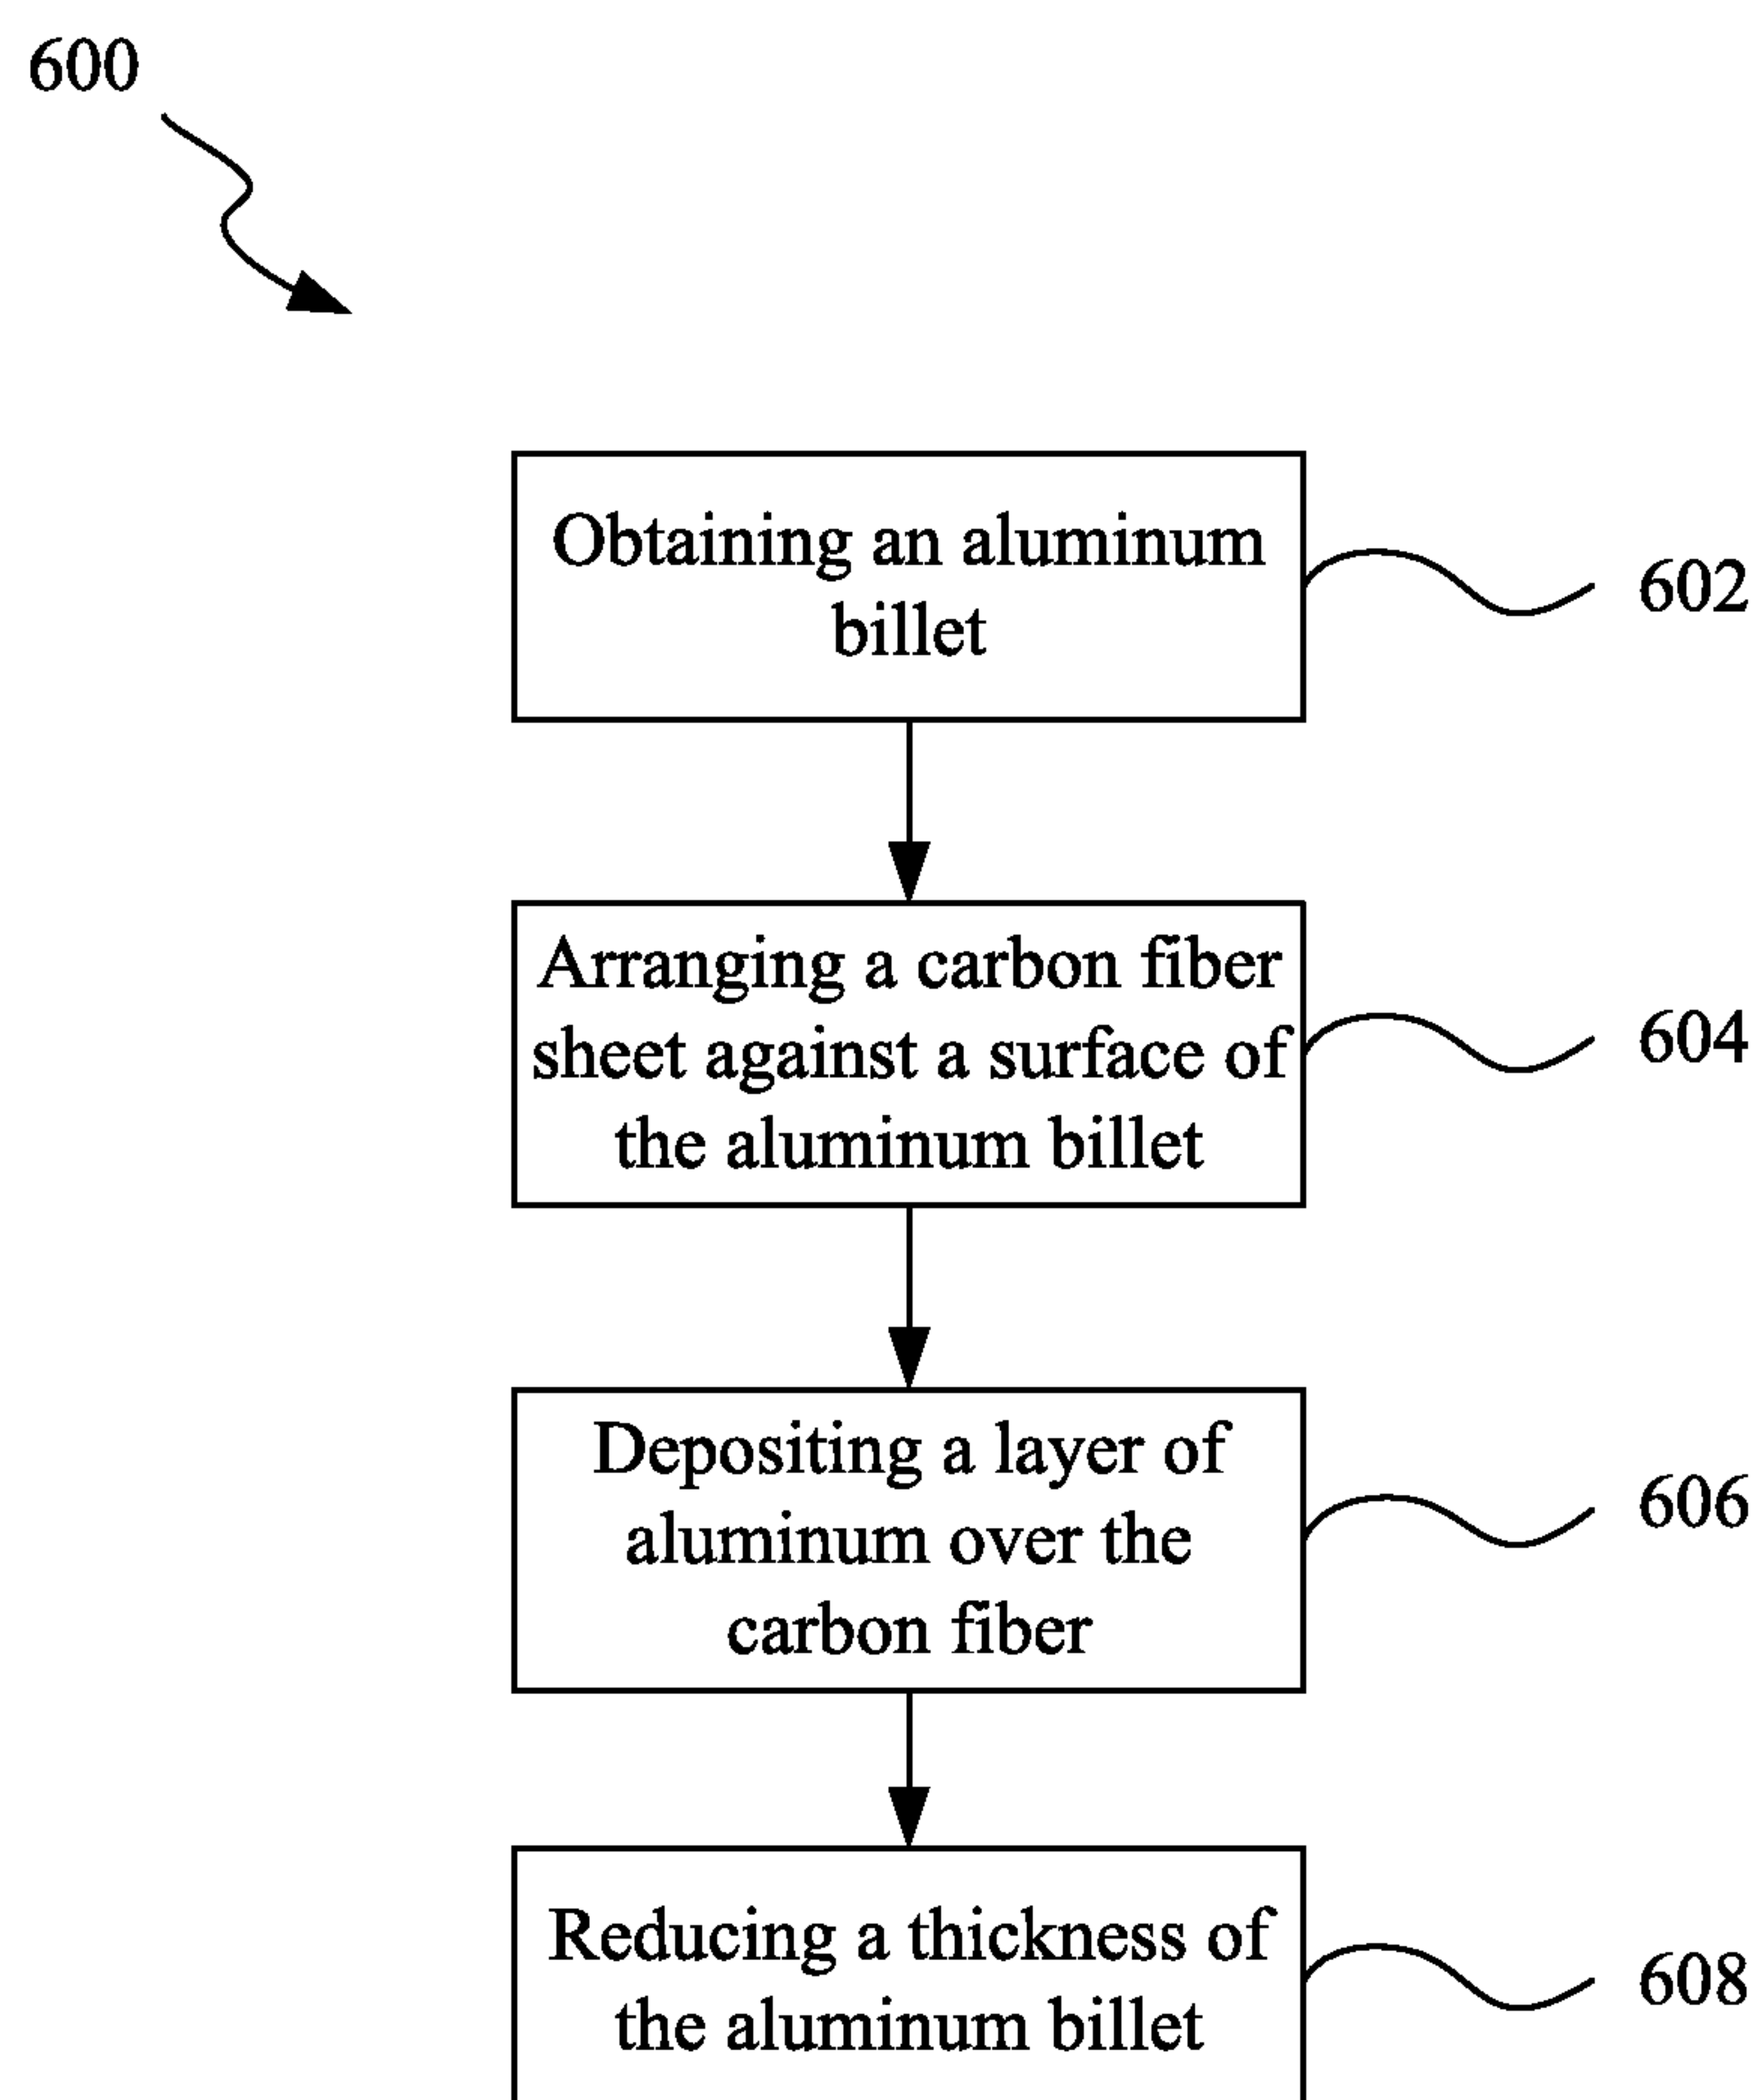 600
Obtaining an aluminum
billet
602
Arranging a carbon fiber
sheet against a surface of
the aluminum billet
604
Depositing a layer of
aluminum over the
carbon fiber
606
Reducing a thickness of
the aluminum billet
608